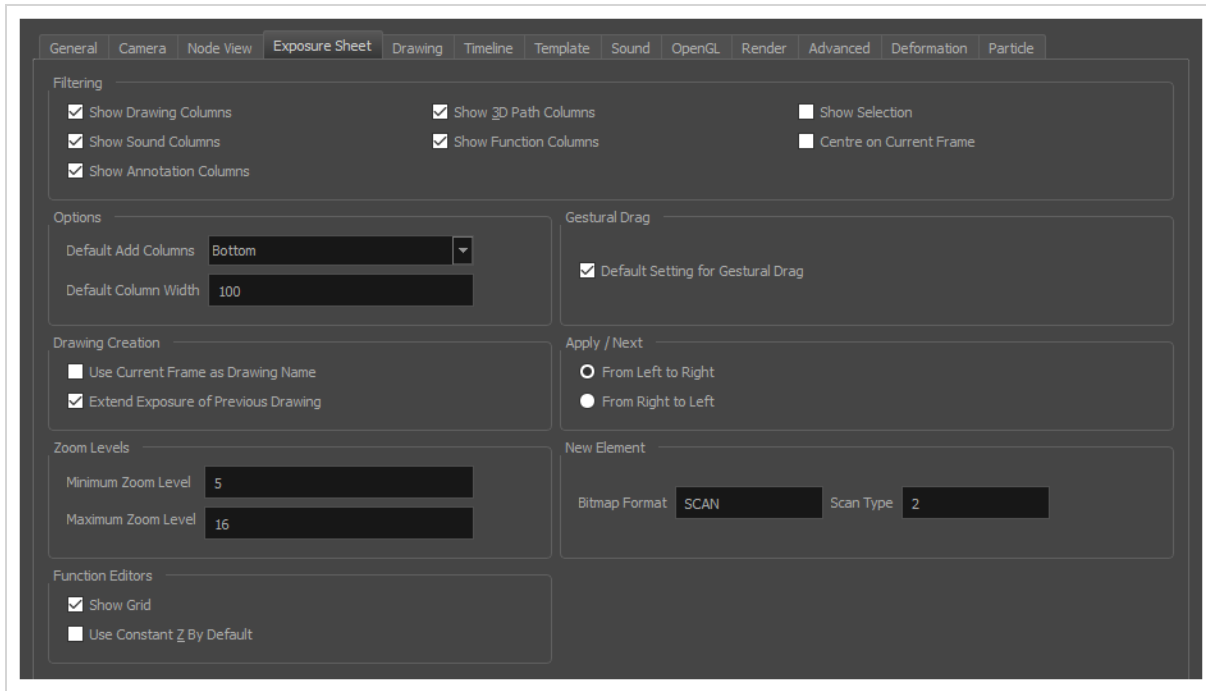 General Camera Node View Exposure Sheet Drawing Timeline Template Sound OpenGL Render Advanced Deformation Particle
Filtering
Show Drawing Columns Show 3D Path Columns Show Selection
Show Sound Columns Show Function Columns Centre on Current Frame
Show Annotation Columns
Options
Default Add Columns Bottom
Default Column Width 100
Gestural Drag
Default Setting for Gestural Drag
Drawing Creation
Use Current Frame as Drawing Name
Extend Exposure of Previous Drawing
Apply / Next
From Left to Right
From Right to Left
Zoom Levels
Minimum Zoom Level 5
Maximum Zoom Level 16
New Element
Bitmap Format SCAN Scan Type 2
Function Editors
Show Grid
Use Constant Z By Default